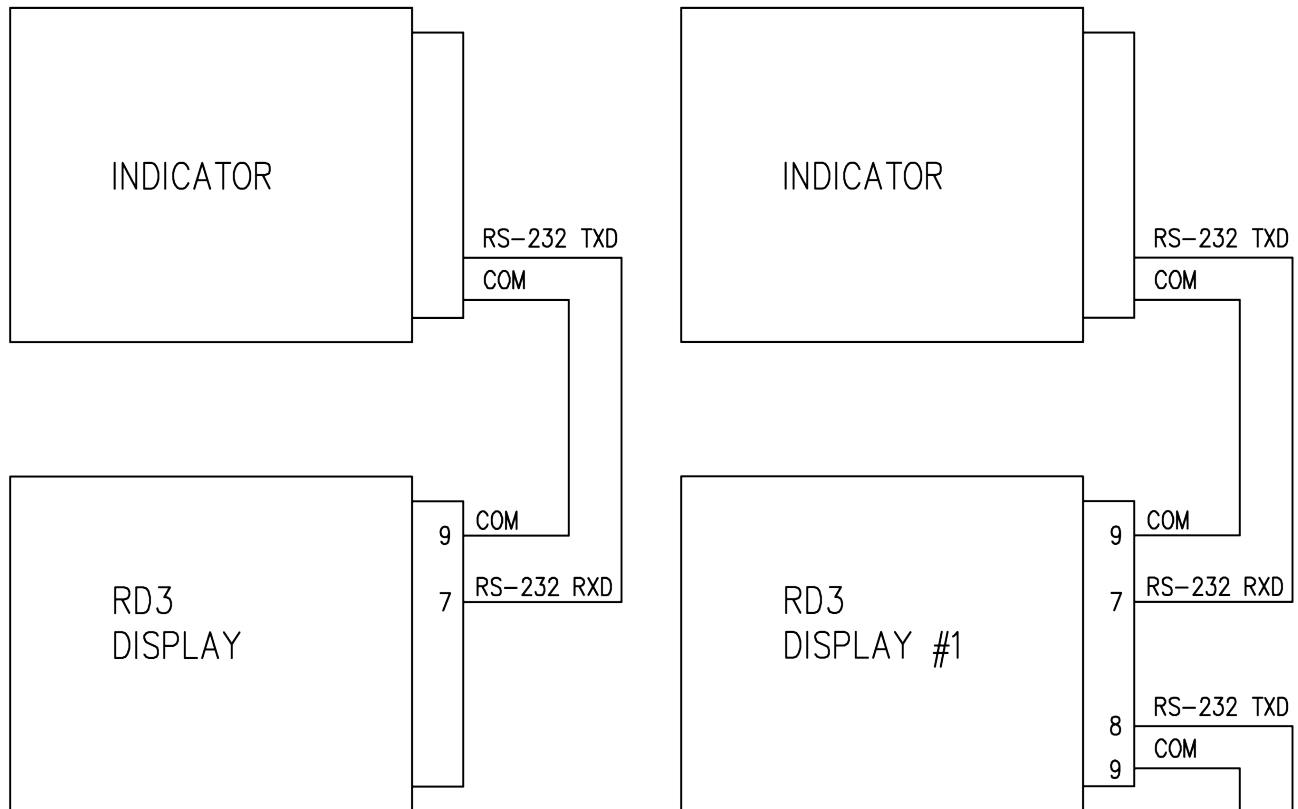 INDICATOR
RS-232 TXD
COM
9 COM
7 RS-232 RXD
RD3
DISPLAY
INDICATOR
RS-232 TXD
COM
9 COM
7 RS-232 RXD
RD3
DISPLAY #1
8 RS-232 TXD
9 COM